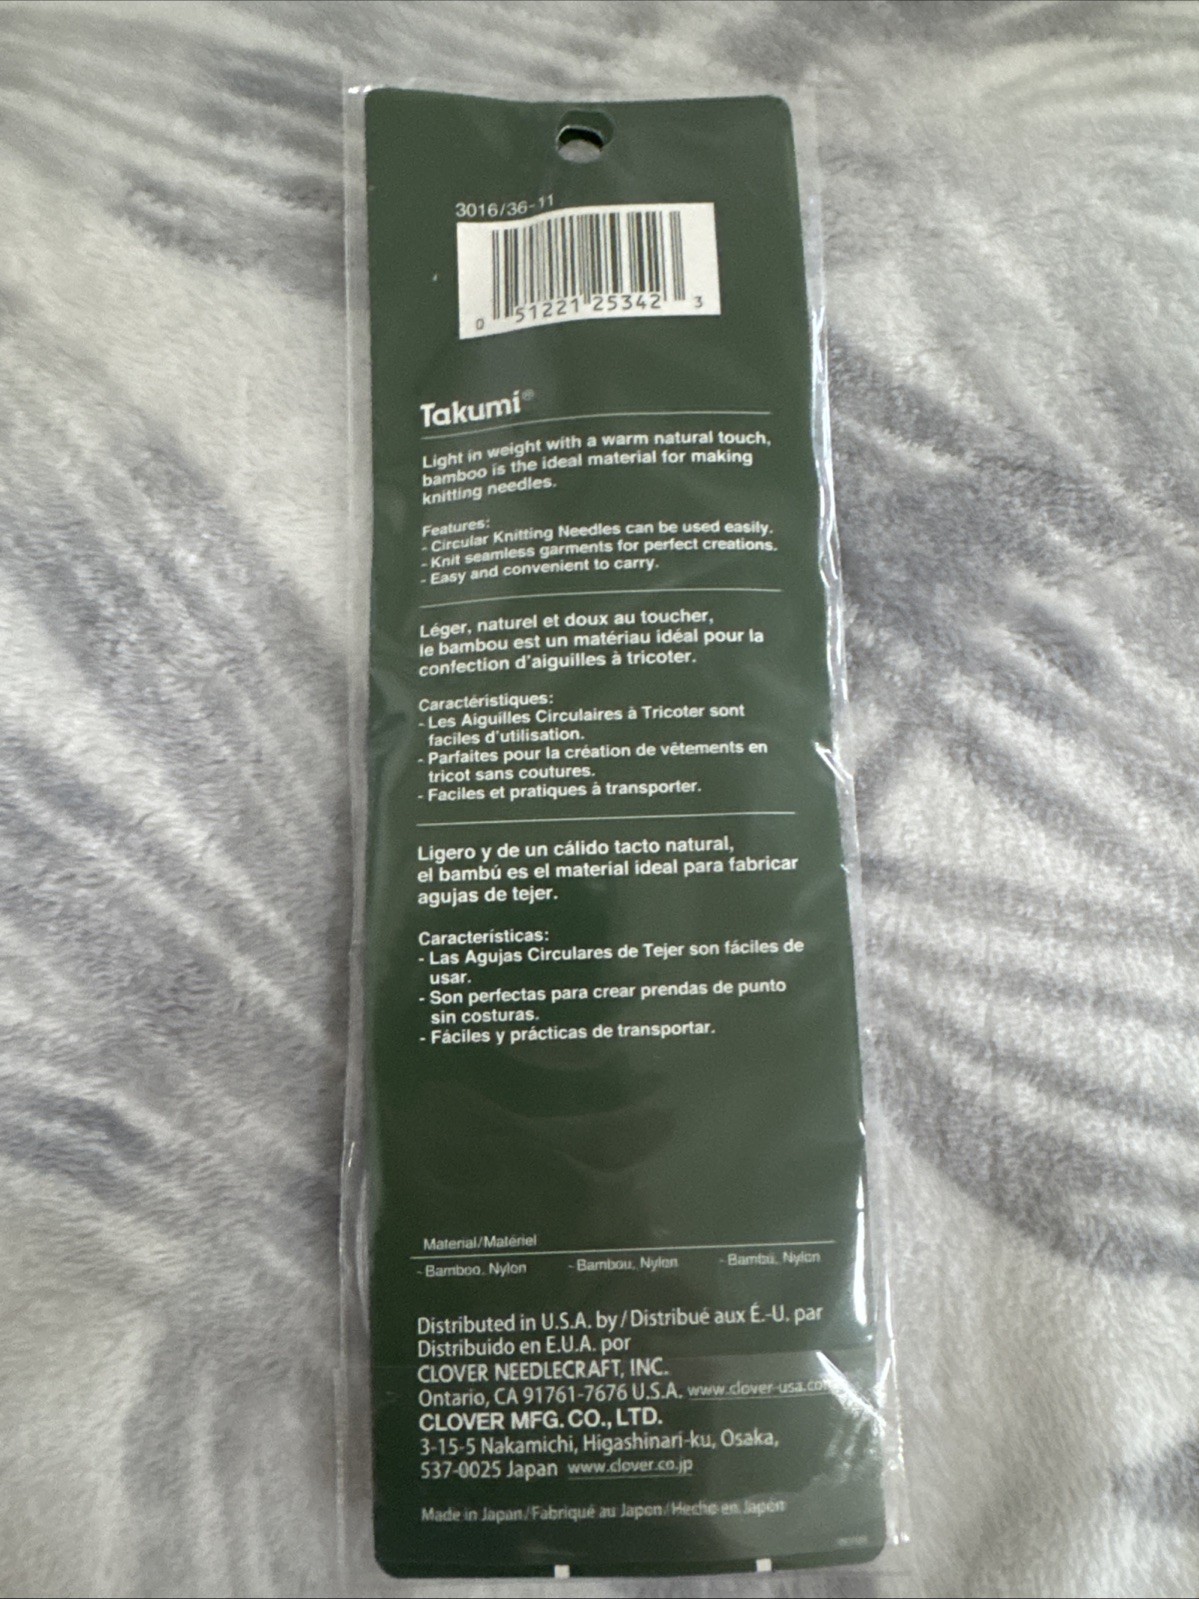 3016/36-11
0 51221 25342 3
Takumi®
Light in weight with a warm natural touch,
bamboo is the ideal material for making
knitting needles.
Features:
- Circular Knitting Needles can be used easily.
- Knit seamless garments for perfect creations.
- Easy and convenient to carry.
Léger, naturel et doux au toucher,
le bambou est un matériau idéal pour la
confection d'aiguilles à tricoter.
Caractéristiques:
- Les Aiguilles Circulaires à Tricoter sont
faciles d'utilisation.
- Parfaites pour la création de vêtements en
tricot sans coutures.
- Faciles et pratiques à transporter.
Ligero y de un cálido tacto natural,
el bambú es el material ideal para fabricar
agujas de tejer.
Características:
- Las Agujas Circulares de Tejer son fáciles de
usar.
- Son perfectas para crear prendas de punto
sin costuras.
- Fáciles y prácticas de transportar.
Material/Matériel
- Bamboo, Nylon - Bambou, Nylon - Bambú, Nylon
Distributed in U.S.A. by/Distribué aux É.-U. par
Distribuido en E.U.A. por
CLOVER NEEDLECRAFT, INC.
Ontario, CA 91761-7676 U.S.A. www.clover-usa.com
CLOVER MFG. CO., LTD.
3-15-5 Nakamichi, Higashinari-ku, Osaka,
537-0025 Japan www.clover.co.jp
Made in Japan/Fabriqué au Japon/Hecho en Japón